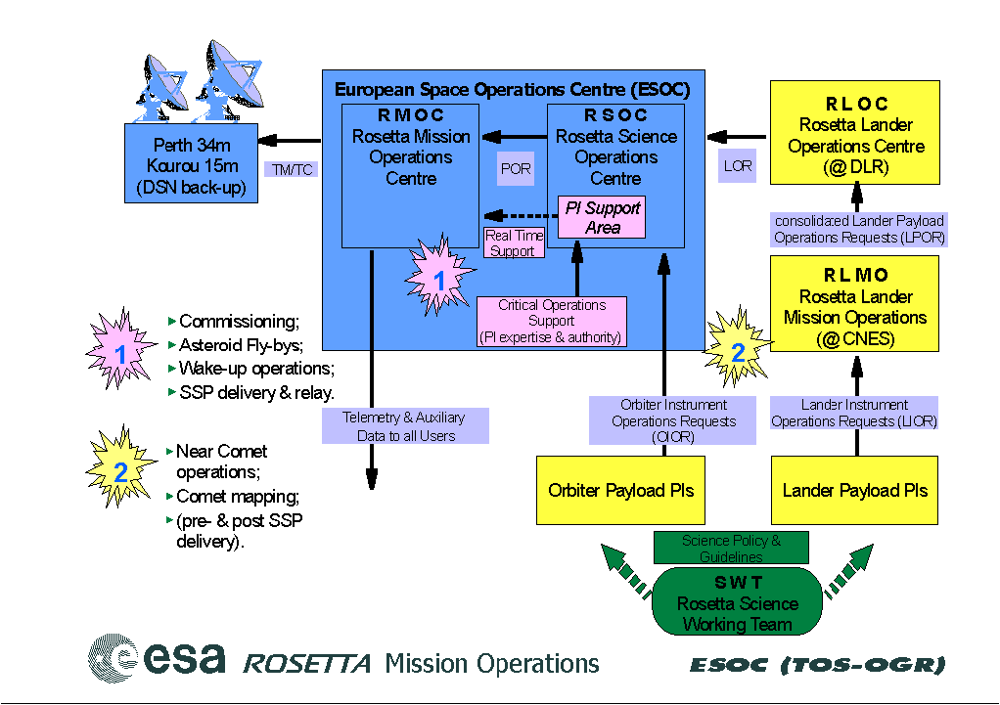 European Space Operations Centre (ESOC)
RMOC
Rosetta Mission
Operations
Centre
RSOC
Rosetta Science
Operations
Centre
PI Support
Area
POR
Real Time
Support
1
Critical Operations
Support
(PI expertise & authority)
Perth 34m
Kourou 15m
(DSN back-up)
TM/TC
LOR
RLOC
Rosetta Lander
Operations Centre
(@DLR)
consolidated Lander Payload
Operations Requests (LPOR)
RLMO
Rosetta Lander
Mission Operations
(@CNES)
2
1
Commissioning;
Asteroid Fly-bys;
Wake-up operations;
SSP delivery & relay.
2
Near Comet
operations;
Comet mapping;
(pre- & post SSP
delivery).
Telemetry & Auxiliary
Data to all Users
Orbiter Instrument
Operations Requests
(OIOR)
Lander Instrument
Operations Requests (LIOR)
Orbiter Payload PIs
Lander Payload PIs
Science Policy &
Guidelines
SWT
Rosetta Science
Working Team
esa ROSETTA Mission Operations
ESOC (TOS-OGR)